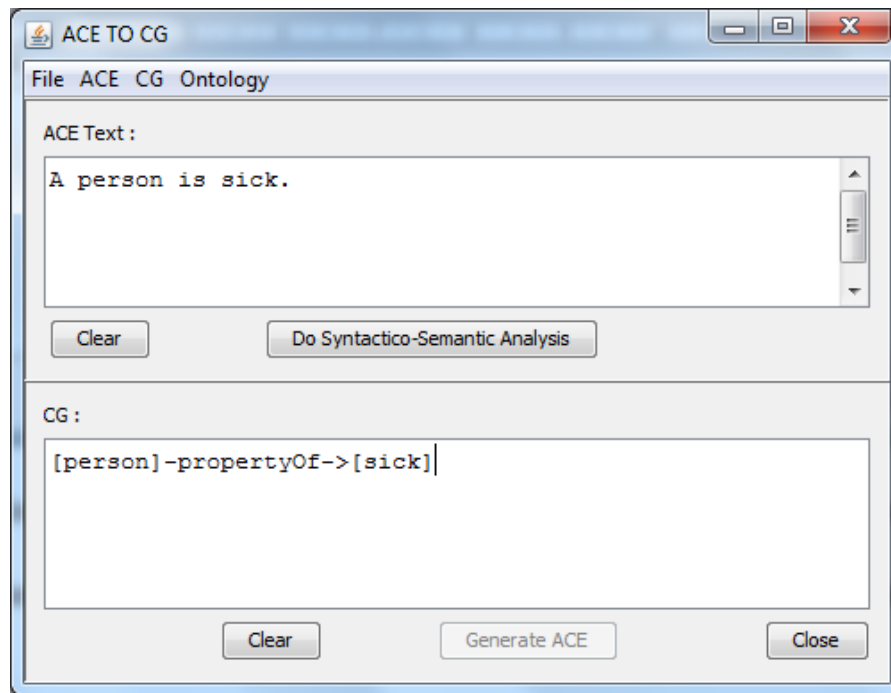 ACE TO CG
File ACE CG Ontology
ACE Text :
A person is sick.
Clear Do Syntactico-Semantic Analysis
CG :
[person]-propertyOf->[sick]
Clear Generate ACE Close